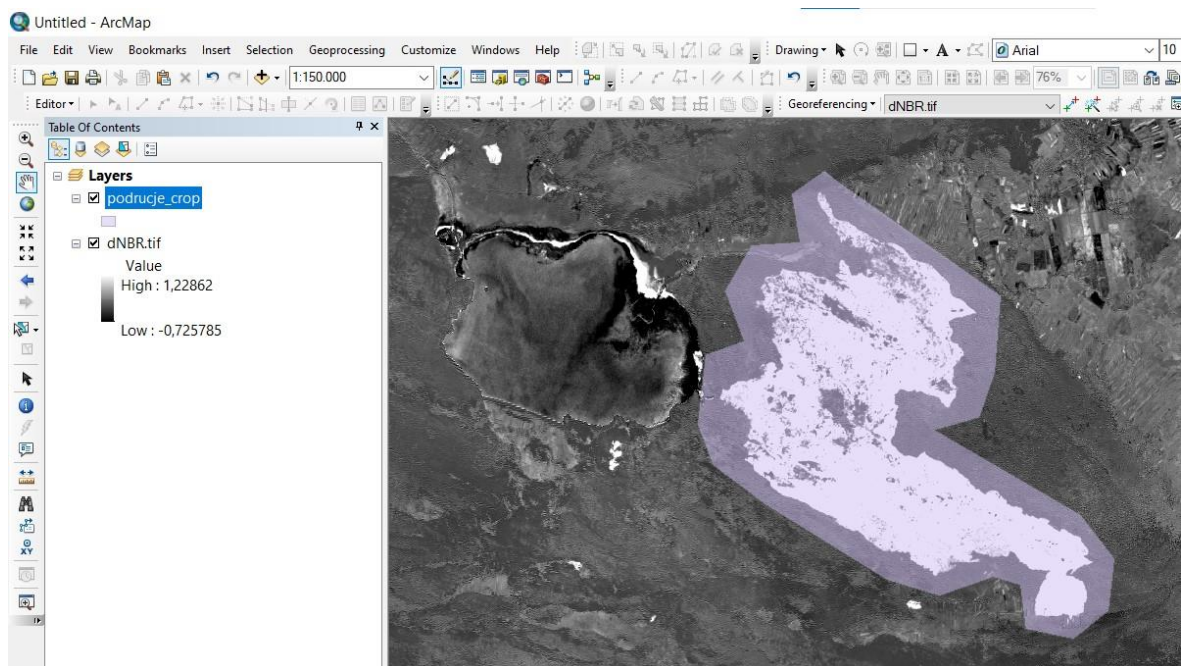 Untitled - ArcMap
File Edit View Bookmarks Insert Selection Geoprocessing Customize Windows Help Drawing A Arial 10
1:150.000 76%
Editor Georeferencing dNBR.tif
Table Of Contents
Layers
podrucje_crop
dNBR.tif
Value
High : 1,22862
Low : -0,725785
XY